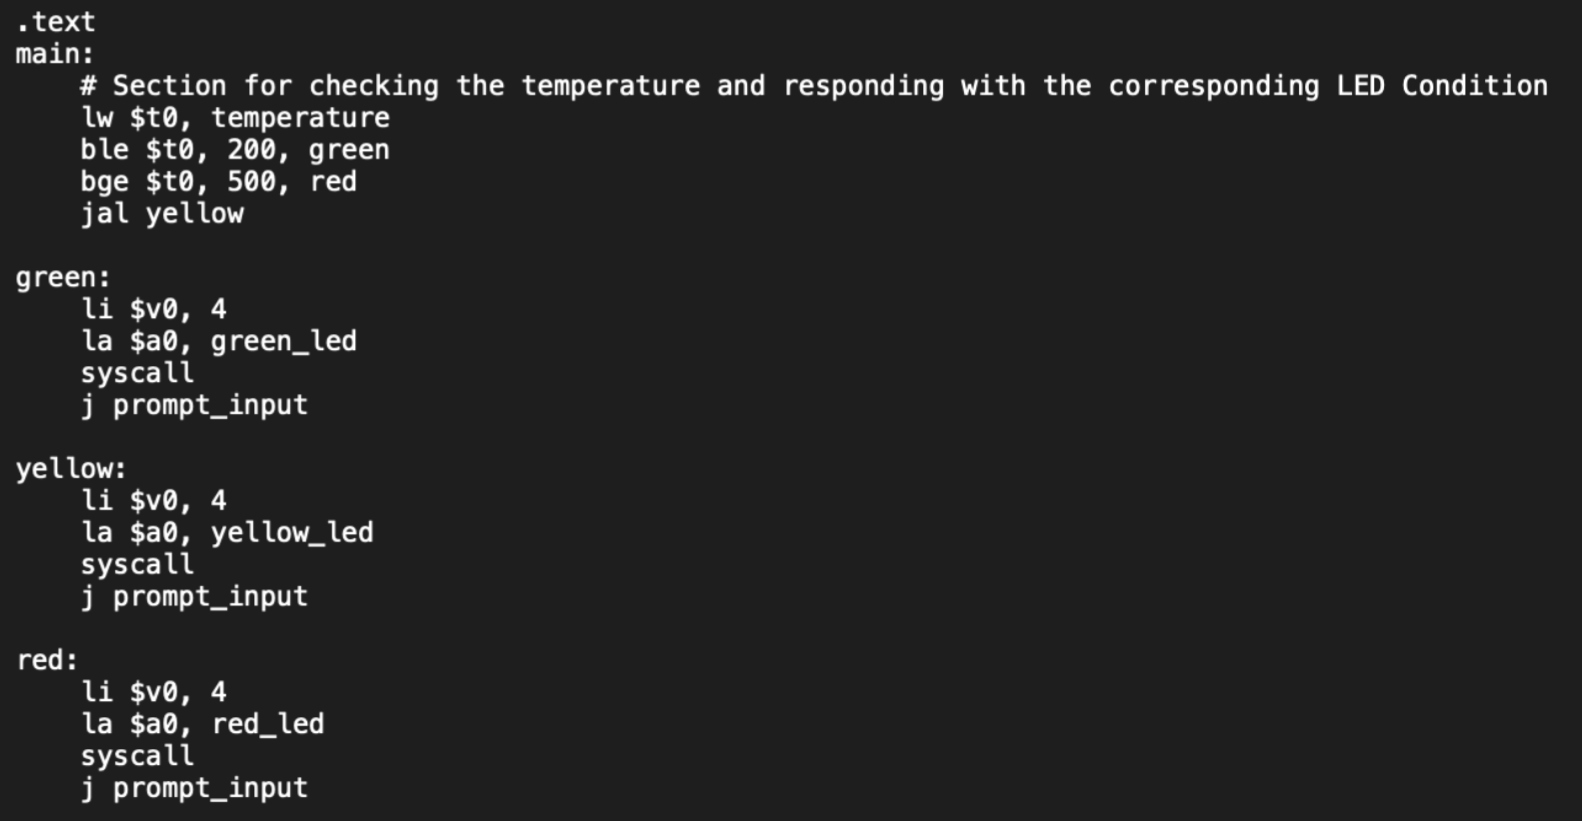 .text
main:
    # Section for checking the temperature and responding with the corresponding LED Condition
    lw $t0, temperature
    ble $t0, 200, green
    bge $t0, 500, red
    jal yellow

green:
    li $v0, 4
    la $a0, green_led
    syscall
    j prompt_input

yellow:
    li $v0, 4
    la $a0, yellow_led
    syscall
    j prompt_input

red:
    li $v0, 4
    la $a0, red_led
    syscall
    j prompt_input